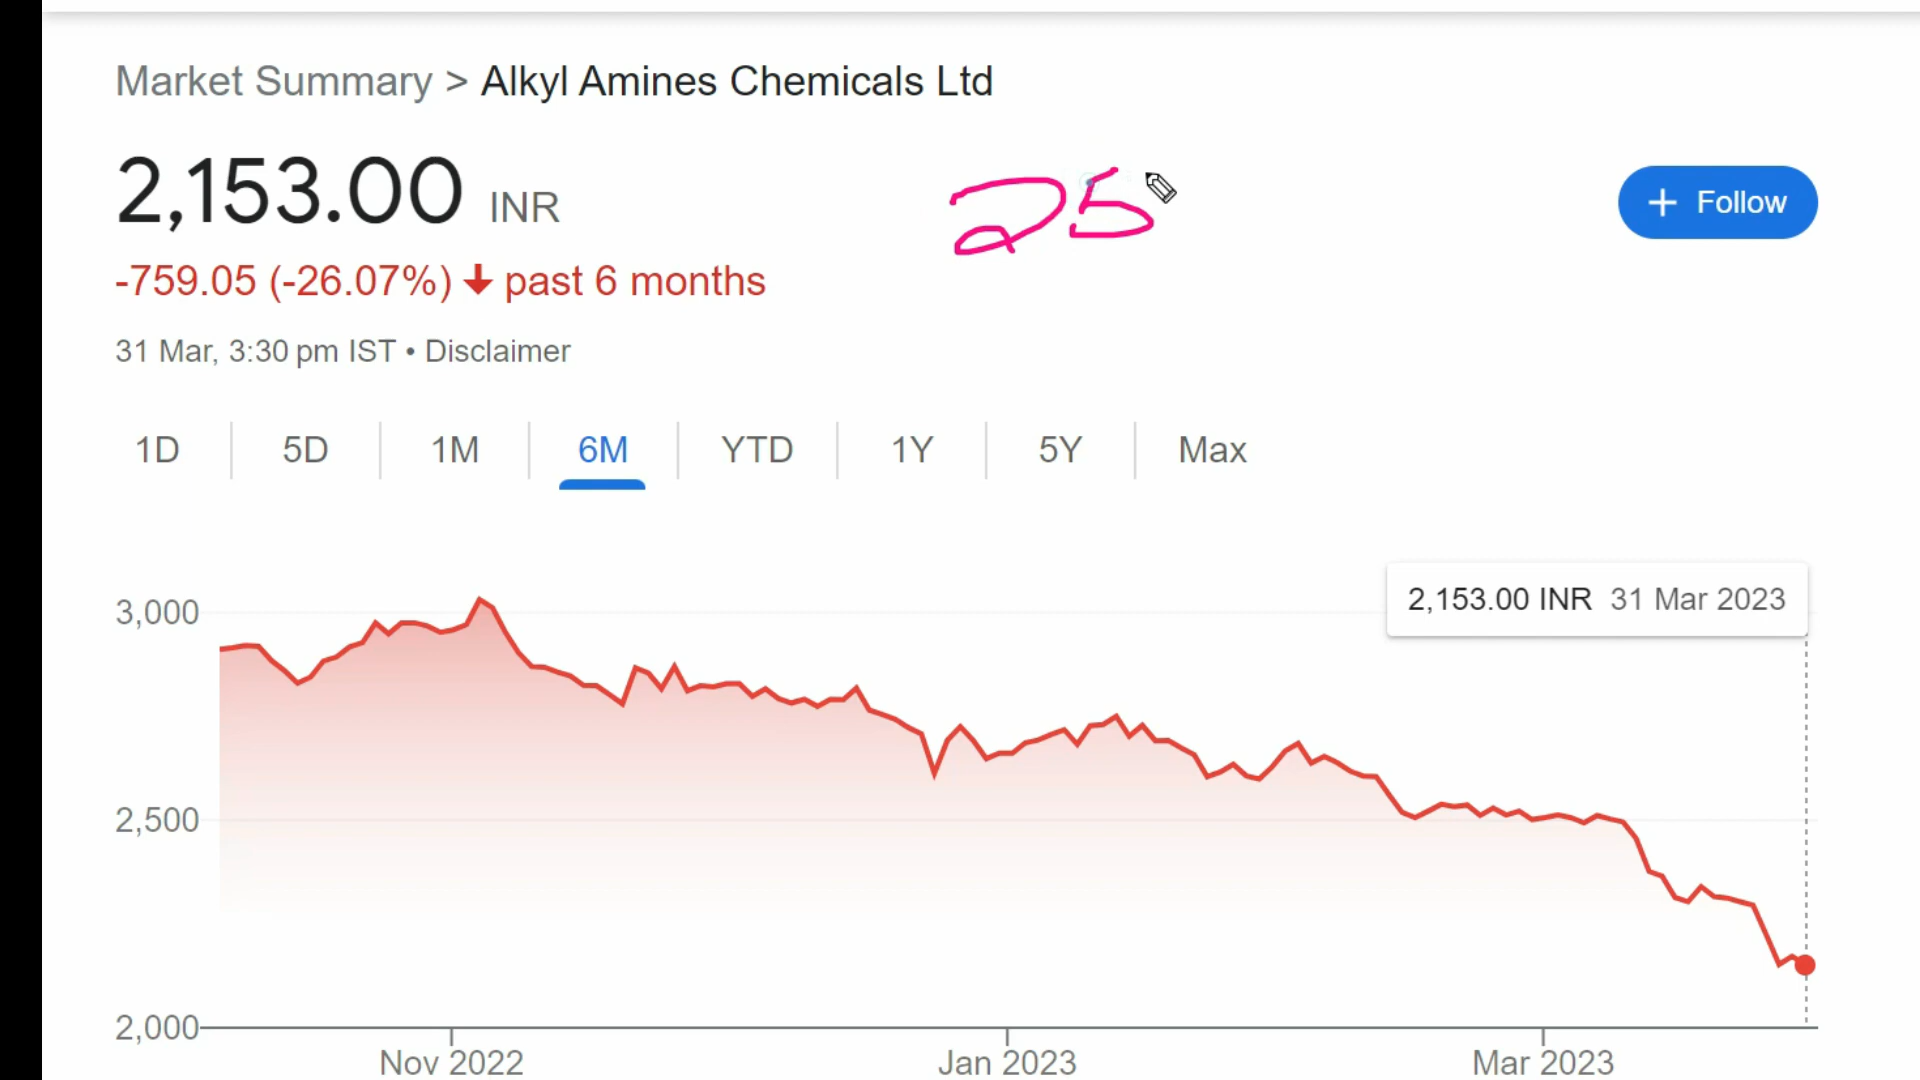 Market Summary > Alkyl Amines Chemicals Ltd
2,153.00 INR
25
+ Follow
-759.05 (-26.07%) ↓ past 6 months
31 Mar, 3:30 pm IST • Disclaimer
1D 5D 1M 6M YTD 1Y 5Y Max
2,153.00 INR 31 Mar 2023
3,000
2,500
2,000
Nov 2022 Jan 2023 Mar 2023